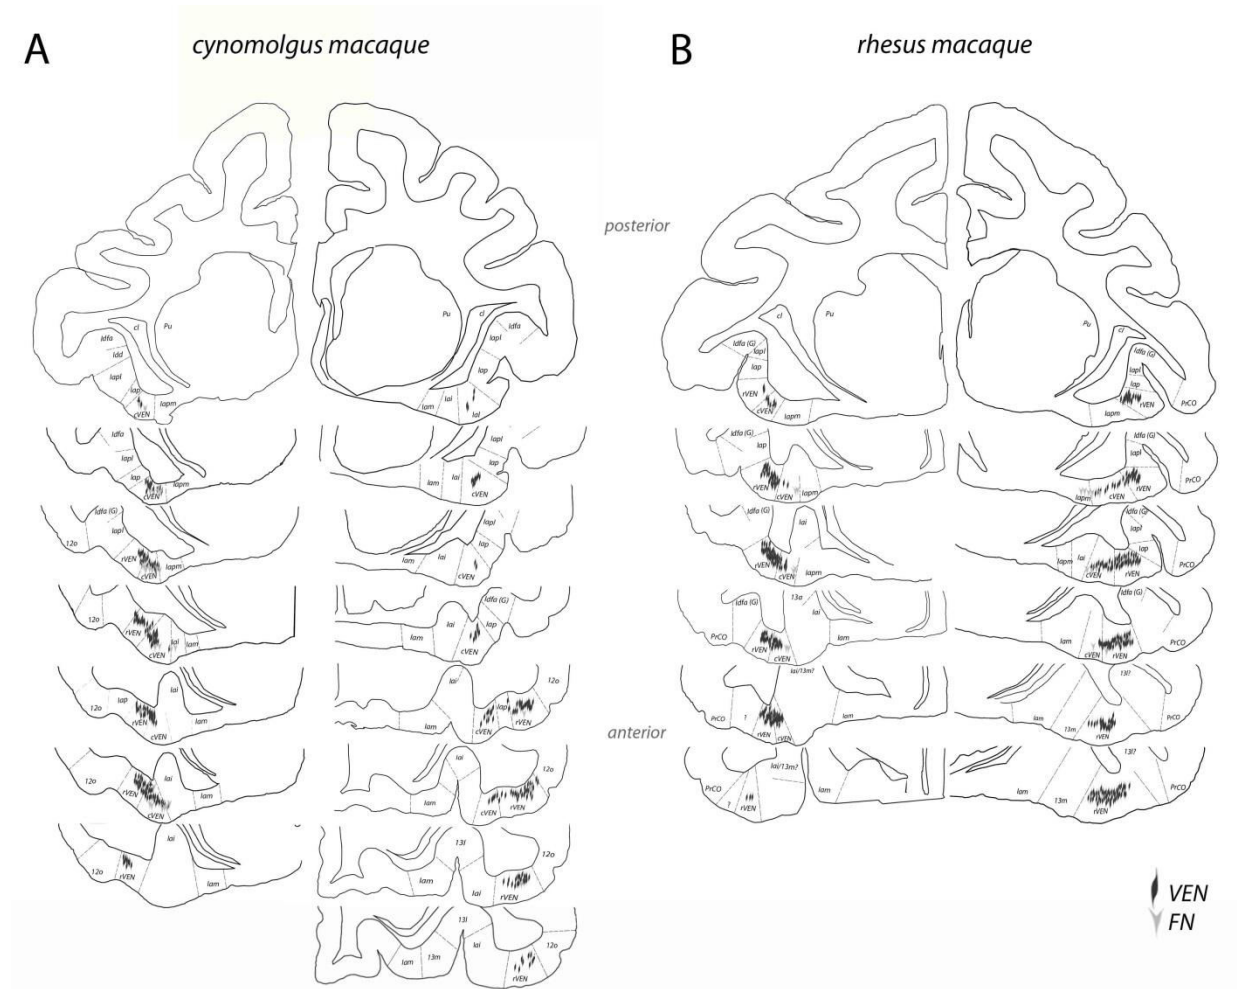 A
cynomolgus macaque
B
rhesus macaque
posterior
cl
Pu
Idfa
Idd
Iapl
Iap
cVEN
Iapm
Pu
cl
Idfa
Iapl
Iap
Iam
Iai
Ial
cl
Pu
Idfa (G)
Iapl
Iap
rVEN
cVEN
Iapm
Pu
cl
Idfa (G)
Iapl
Iap
rVEN
Iapm
PrCO
Idfa
Iapl
Iap
cVEN
Iapm
Iapl
Iap
Iam
Iai
cVEN
Idfa (G)
Iap
rVEN
cVEN
Iapm
Idfa (G)
Iapl
Iapm
cVEN
rVEN
PrCO
Idfa (G)
12o
Iapl
rVEN
cVEN
Iapm
Iapl
Iap
Iam
Iai
cVEN
Idfa (G)
Iai
rVEN
cVEN
Iapm
Idfa (G)
Iapl
Iap
Iapm
Iai
cVEN
rVEN
PrCO
12o
rVEN
cVEN
Iai
Iam
Idfa (G)
Iam
Iai
Iap
cVEN
Idfa (G)
13a
Iai
PrCO
rVEN
cVEN
Iam
Idfa (G)
Iam
cVEN
rVEN
PrCO
anterior
12o
Iap
rVEN
cVEN
Iai
Iam
Iai
12o
Iam
cVEN
Iap
rVEN
Iai/13m?
PrCO
?
rVEN
cVEN
Iam
13l?
Iam
13m
rVEN
PrCO
12o
rVEN
Iai
Iam
Iai
12o
Iam
cVEN
rVEN
Iai/13m?
PrCO
?
rVEN
Iam
13l?
Iam
13m
rVEN
PrCO
Iai
12o
rVEN
Iam
13l
12o
Iam
Iai
rVEN
13l
Iai
12o
Iam
13m
rVEN
VEN
FN